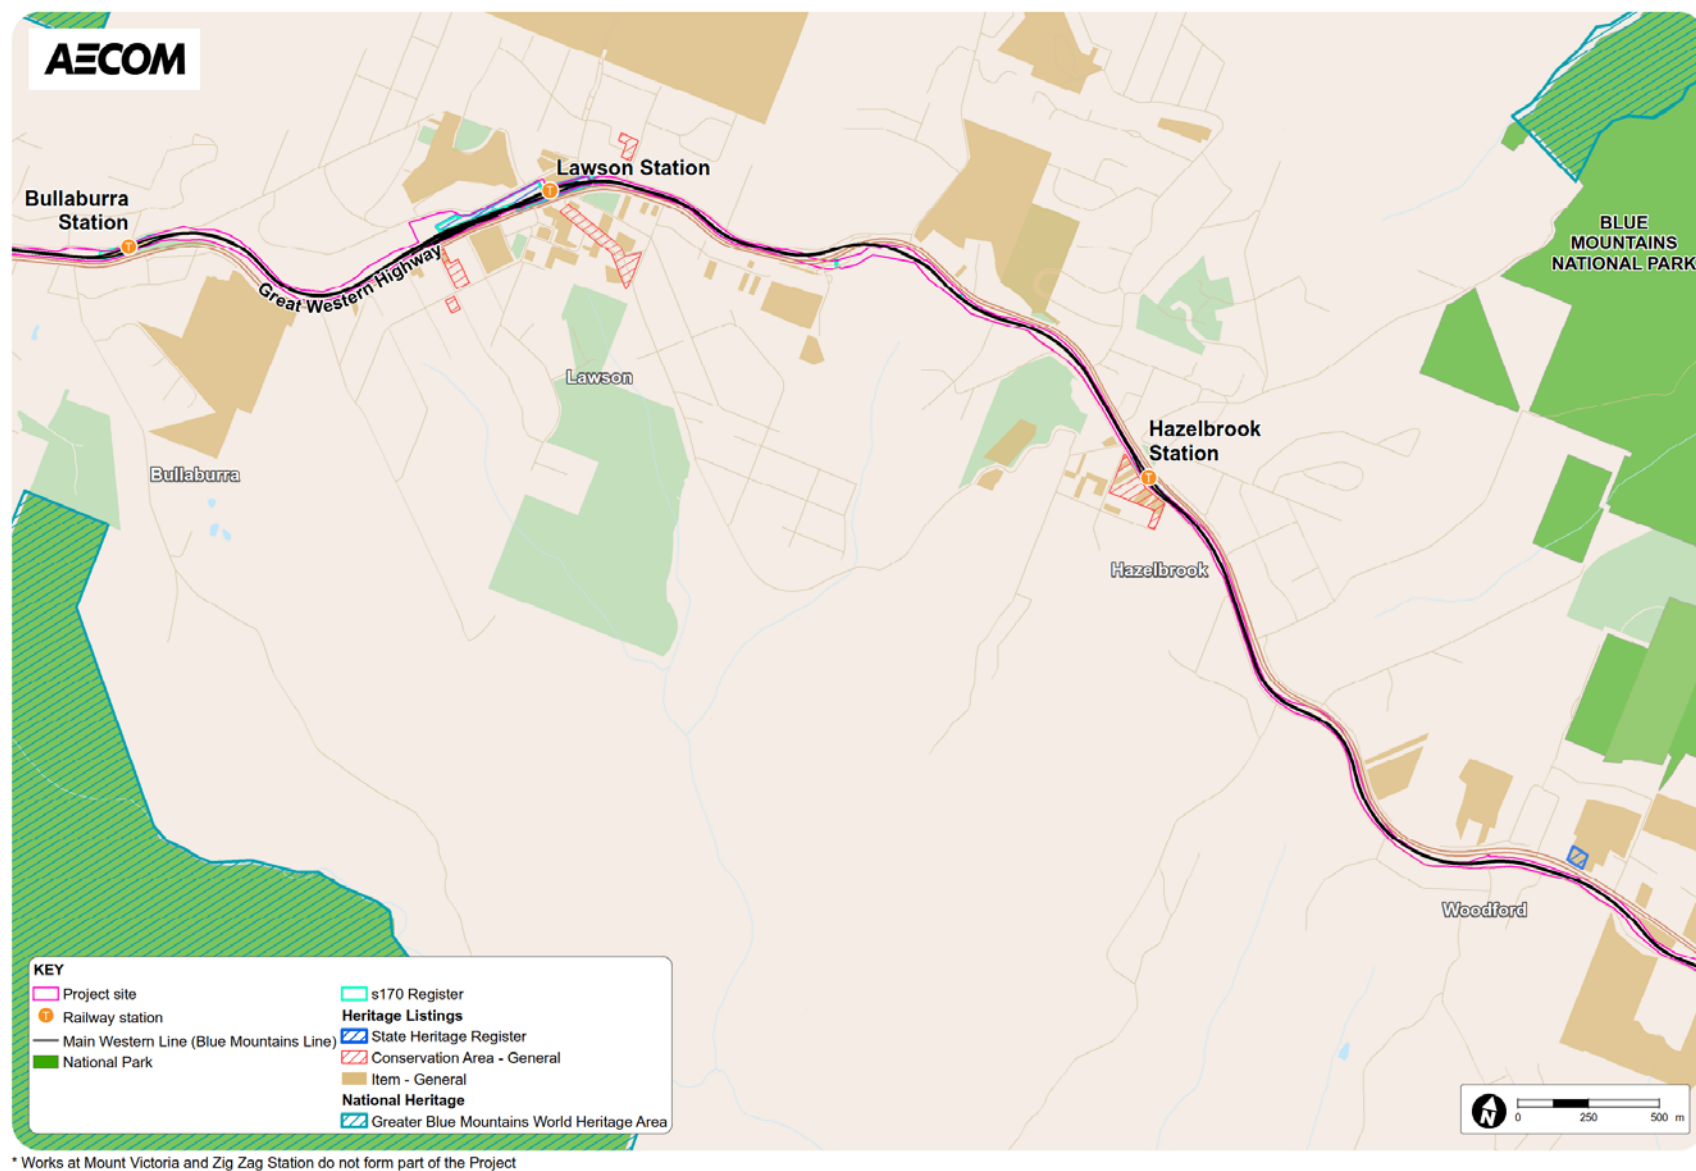 AECOM
Lawson Station
Bullaburra
Station
BLUE
MOUNTAINS
NATIONAL PARK
Great Western Highway
Lawson
Hazelbrook
Station
Bullaburra
Hazelbrook
Woodford
KEY
Project site
Railway station
Main Western Line (Blue Mountains Line)
National Park
s170 Register
Heritage Listings
State Heritage Register
Conservation Area - General
Item - General
National Heritage
Greater Blue Mountains World Heritage Area
N
0 250 500 m
* Works at Mount Victoria and Zig Zag Station do not form part of the Project